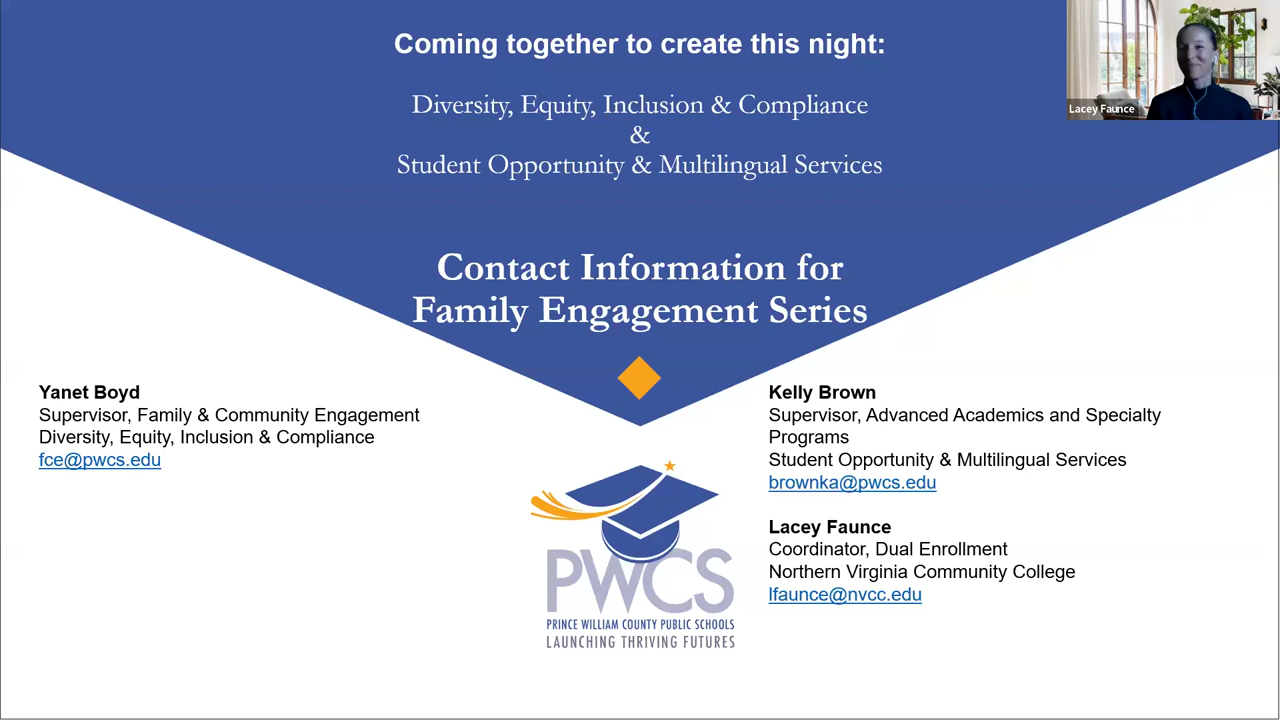 Coming together to create this night:
Diversity, Equity, Inclusion & Compliance
&
Student Opportunity & Multilingual Services
Lacey Faunce
Contact Information for
Family Engagement Series
Yanet Boyd
Supervisor, Family & Community Engagement
Diversity, Equity, Inclusion & Compliance
fce@pwcs.edu
Kelly Brown
Supervisor, Advanced Academics and Specialty
Programs
Student Opportunity & Multilingual Services
brownka@pwcs.edu
Lacey Faunce
Coordinator, Dual Enrollment
Northern Virginia Community College
lfaunce@nvcc.edu
PWCS
PRINCE WILLIAM COUNTY PUBLIC SCHOOLS
LAUNCHING THRIVING FUTURES